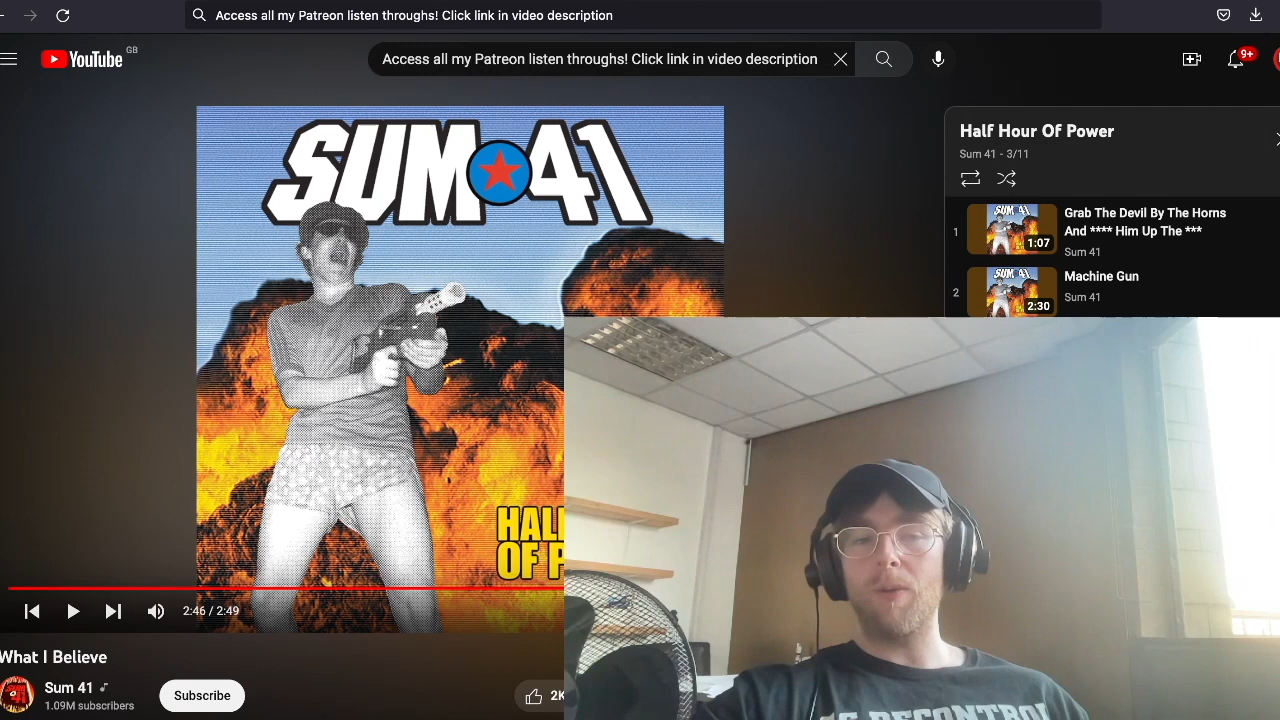 Access all my Patreon listen throughs! Click link in video description
YouTube GB
Access all my Patreon listen throughs! Click link in video description
9+
SUM 41
HAL
OF P
Half Hour Of Power
Sum 41 - 3/11
1
1:07
Grab The Devil By The Horns
And **** Him Up The ***
Sum 41
2
2:30
Machine Gun
Sum 41
2:46 / 2:49
What I Believe
Sum 41
1.09M subscribers
Subscribe
2K
DECONTROL